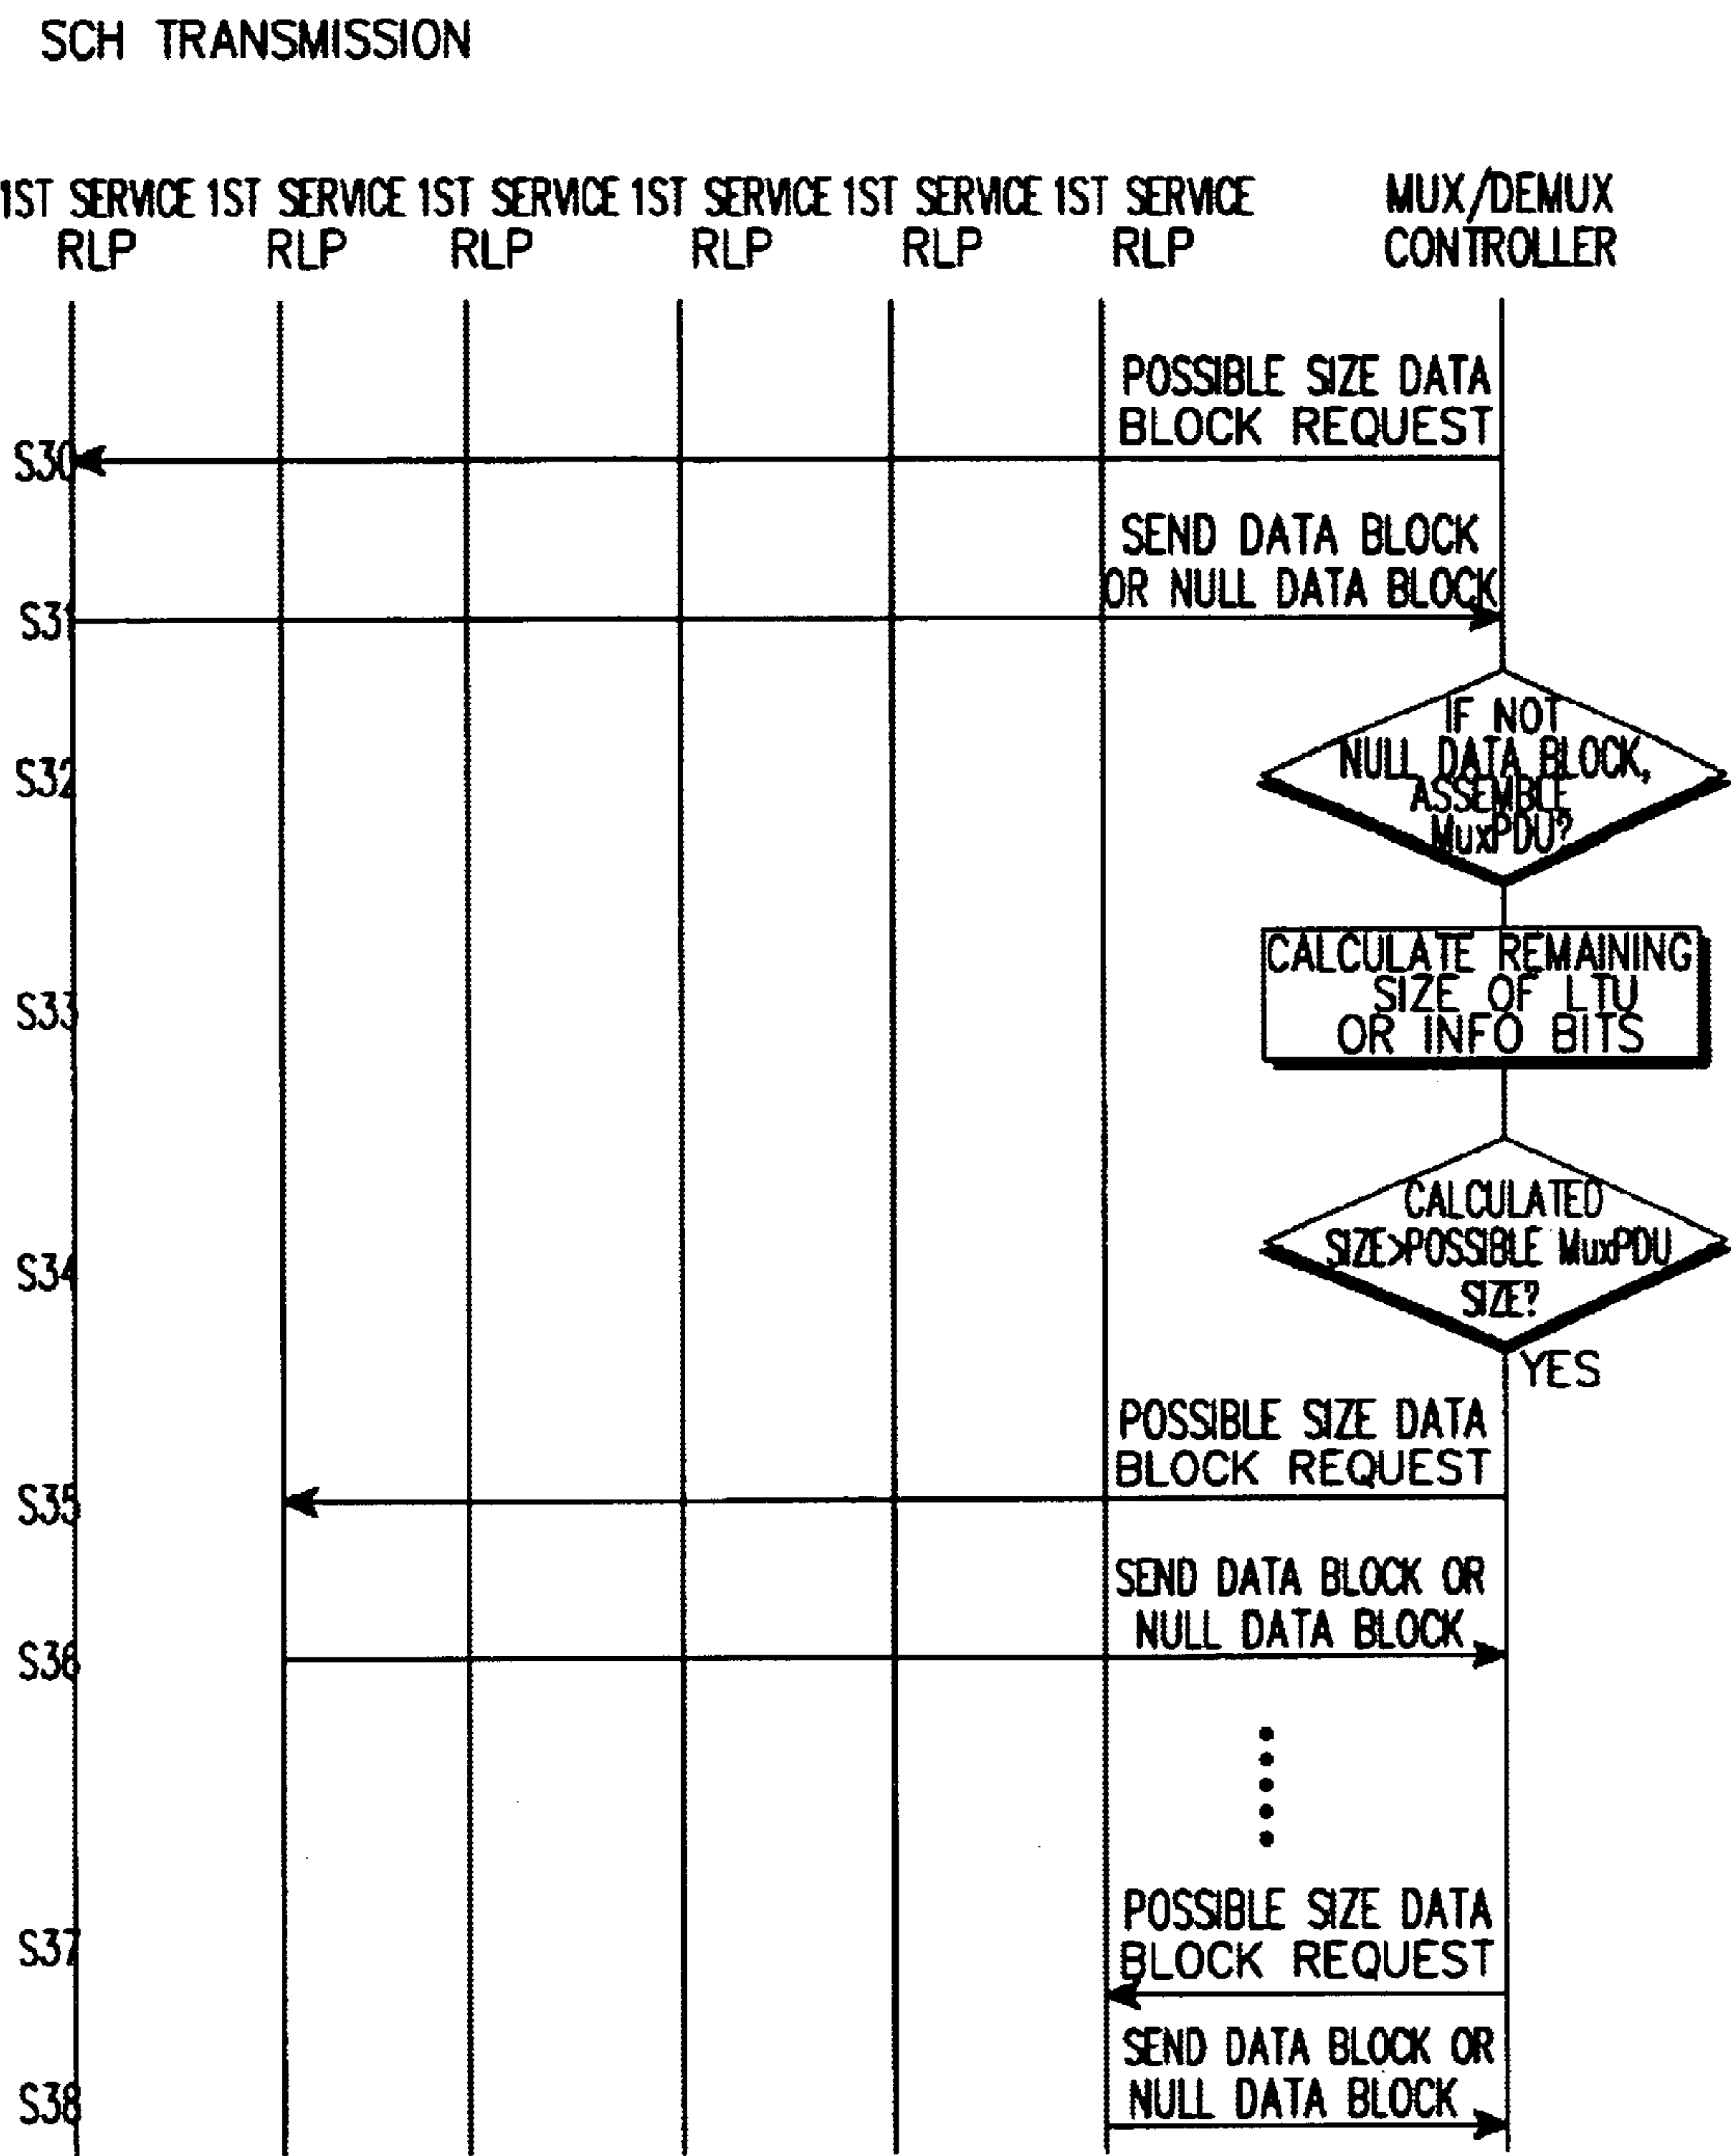 SCH TRANSMISSION
1ST SERVICE 1ST SERVICE 1ST SERVICE 1ST SERVICE 1ST SERVICE 1ST SERVICE MUX/DEMUX
RLP RLP RLP RLP RLP RLP CONTROLLER
POSSIBLE SIZE DATA
BLOCK REQUEST
S30
SEND DATA BLOCK
OR NULL DATA BLOCK
S31
IF NOT
NULL DATA BLOCK,
S32
ASSEMBLE
MuxPDU?
CALCULATE REMAINING
SIZE OF LTU
S33
OR INFO BITS
CALCULATED
SIZE>POSSIBLE MuxPDU
S34
SIZE?
YES
POSSIBLE SIZE DATA
BLOCK REQUEST
S35
SEND DATA BLOCK OR
NULL DATA BLOCK
S36
POSSIBLE SIZE DATA
S37
BLOCK REQUEST
SEND DATA BLOCK OR
NULL DATA BLOCK
S38